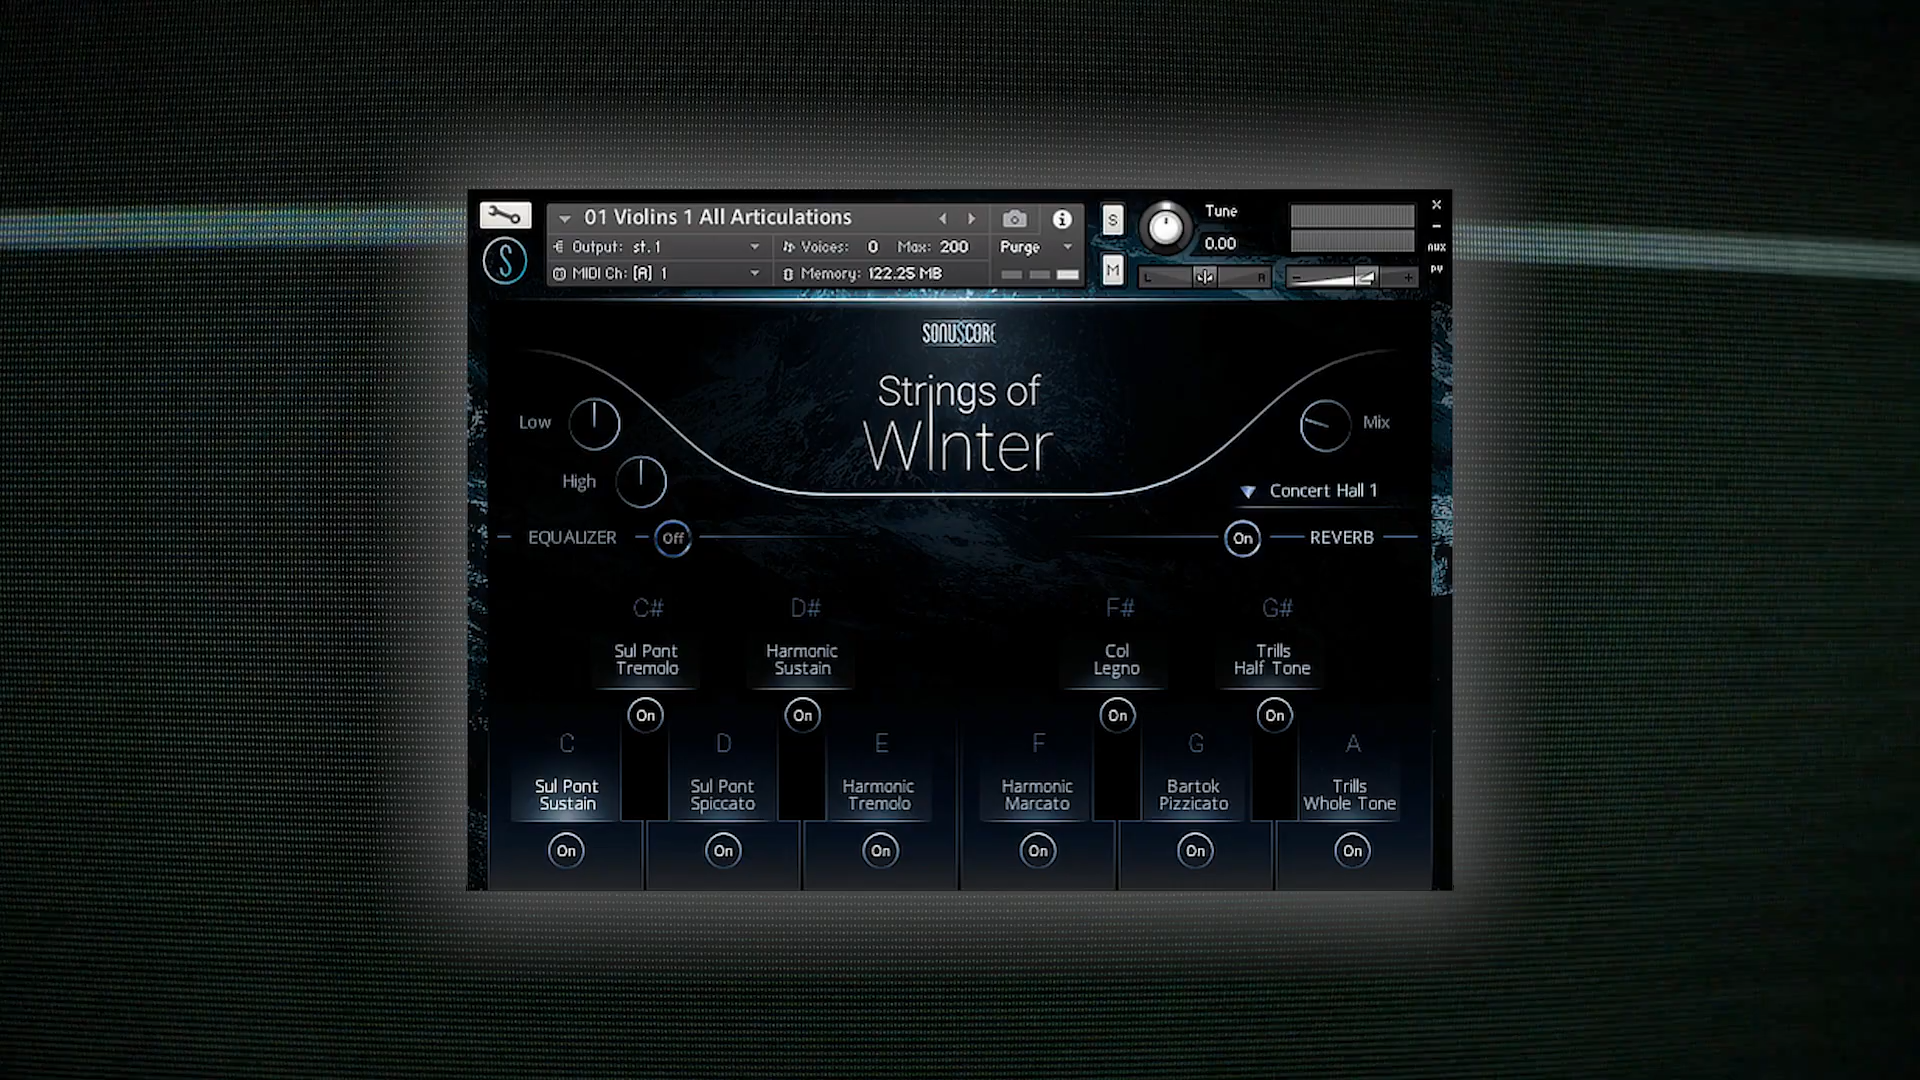 01 Violins 1 All Articulations
Output: st.1
Voices: 0 Max: 200
Purge
MIDI Ch: [A] 1
Memory: 122.25 MB
S
M
Tune
0.00
L
R
-
+
x
-
AUX
PV
S
SONUSCORE
Strings of
WInter
Low
High
Mix
Concert Hall 1
EQUALIZER
Off
On
REVERB
C#
D#
F#
G#
Sul Pont
Tremolo
Harmonic
Sustain
Col
Legno
Trills
Half Tone
On
On
On
On
C
D
E
F
G
A
Sul Pont
Sustain
Sul Pont
Spiccato
Harmonic
Tremolo
Harmonic
Marcato
Bartok
Pizzicato
Trills
Whole Tone
On
On
On
On
On
On